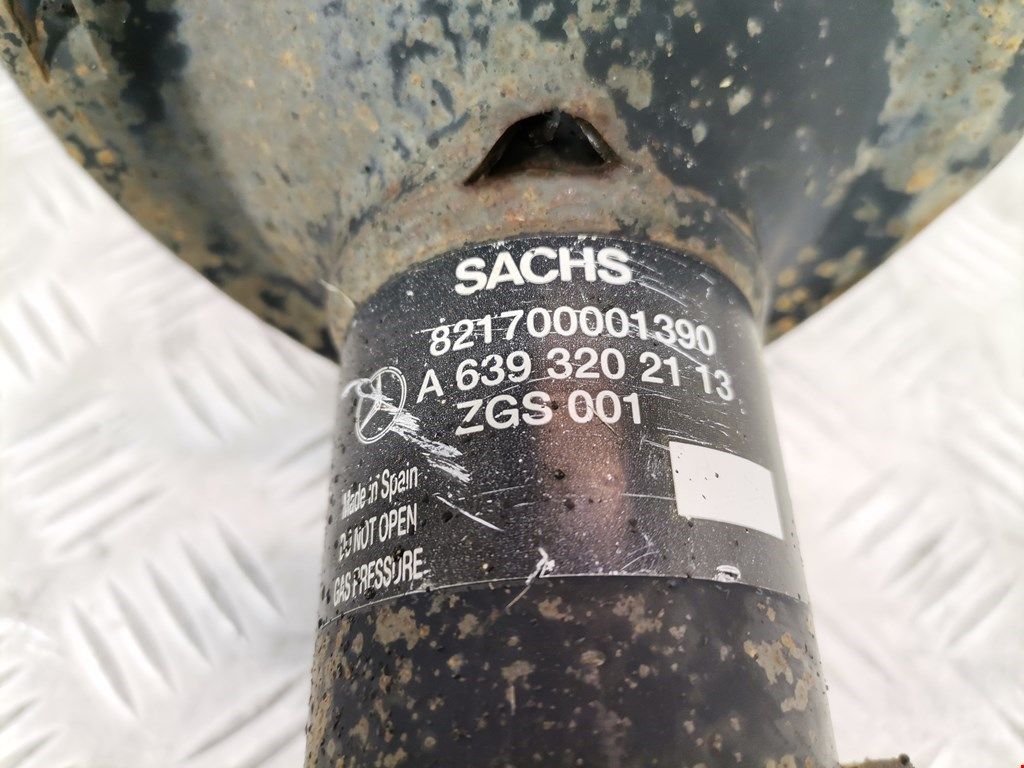 SACHS
821700001390
A 639 320 21 13
ZGS 001
Made in Spain
DO NOT OPEN
GAS PRESSURE